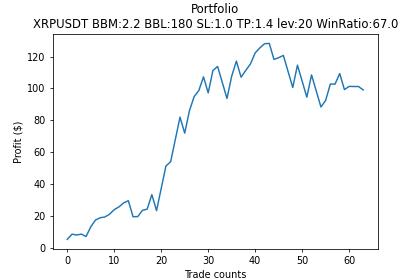 Portfolio
XRPUSDT BBM:2.2 BBL:180 SL:1.0 TP:1.4 lev:20 WinRatio:67.0
120
100
80
60
40
20
0
Profit ($)
0 10 20 30 40 50 60
Trade counts